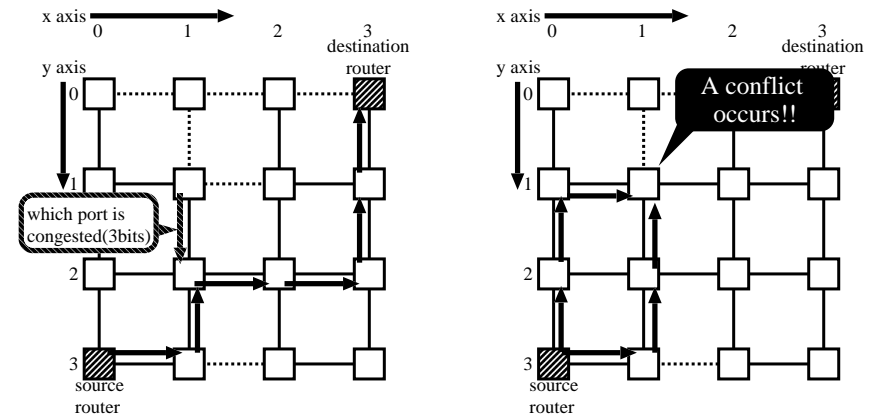 x axis
0 1 2 3
destination
router
y axis
0
1
which port is
congested(3bits)
2
3
source
router
x axis
0 1 2 3
destination
router
y axis
0
A conflict
occurs!!
1
2
3
source
router